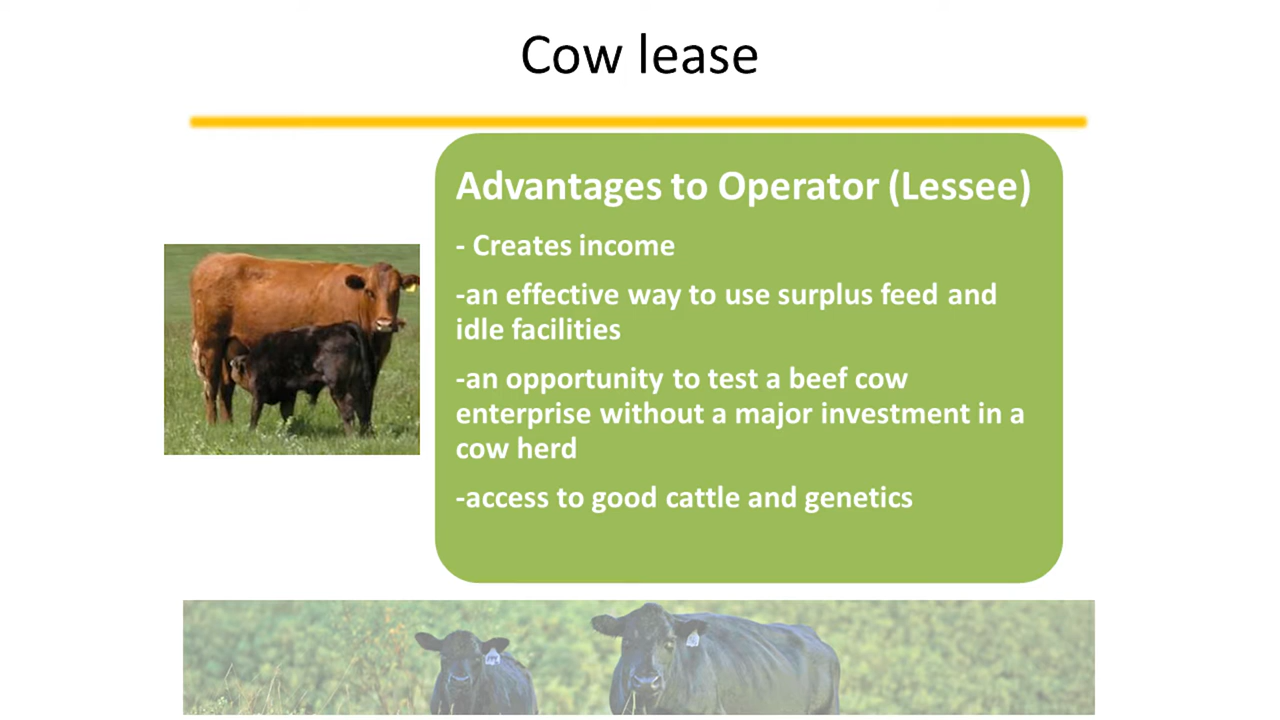 Cow lease
Advantages to Operator (Lessee)
- Creates income
-an effective way to use surplus feed and
idle facilities
-an opportunity to test a beef cow
enterprise without a major investment in a
cow herd
-access to good cattle and genetics